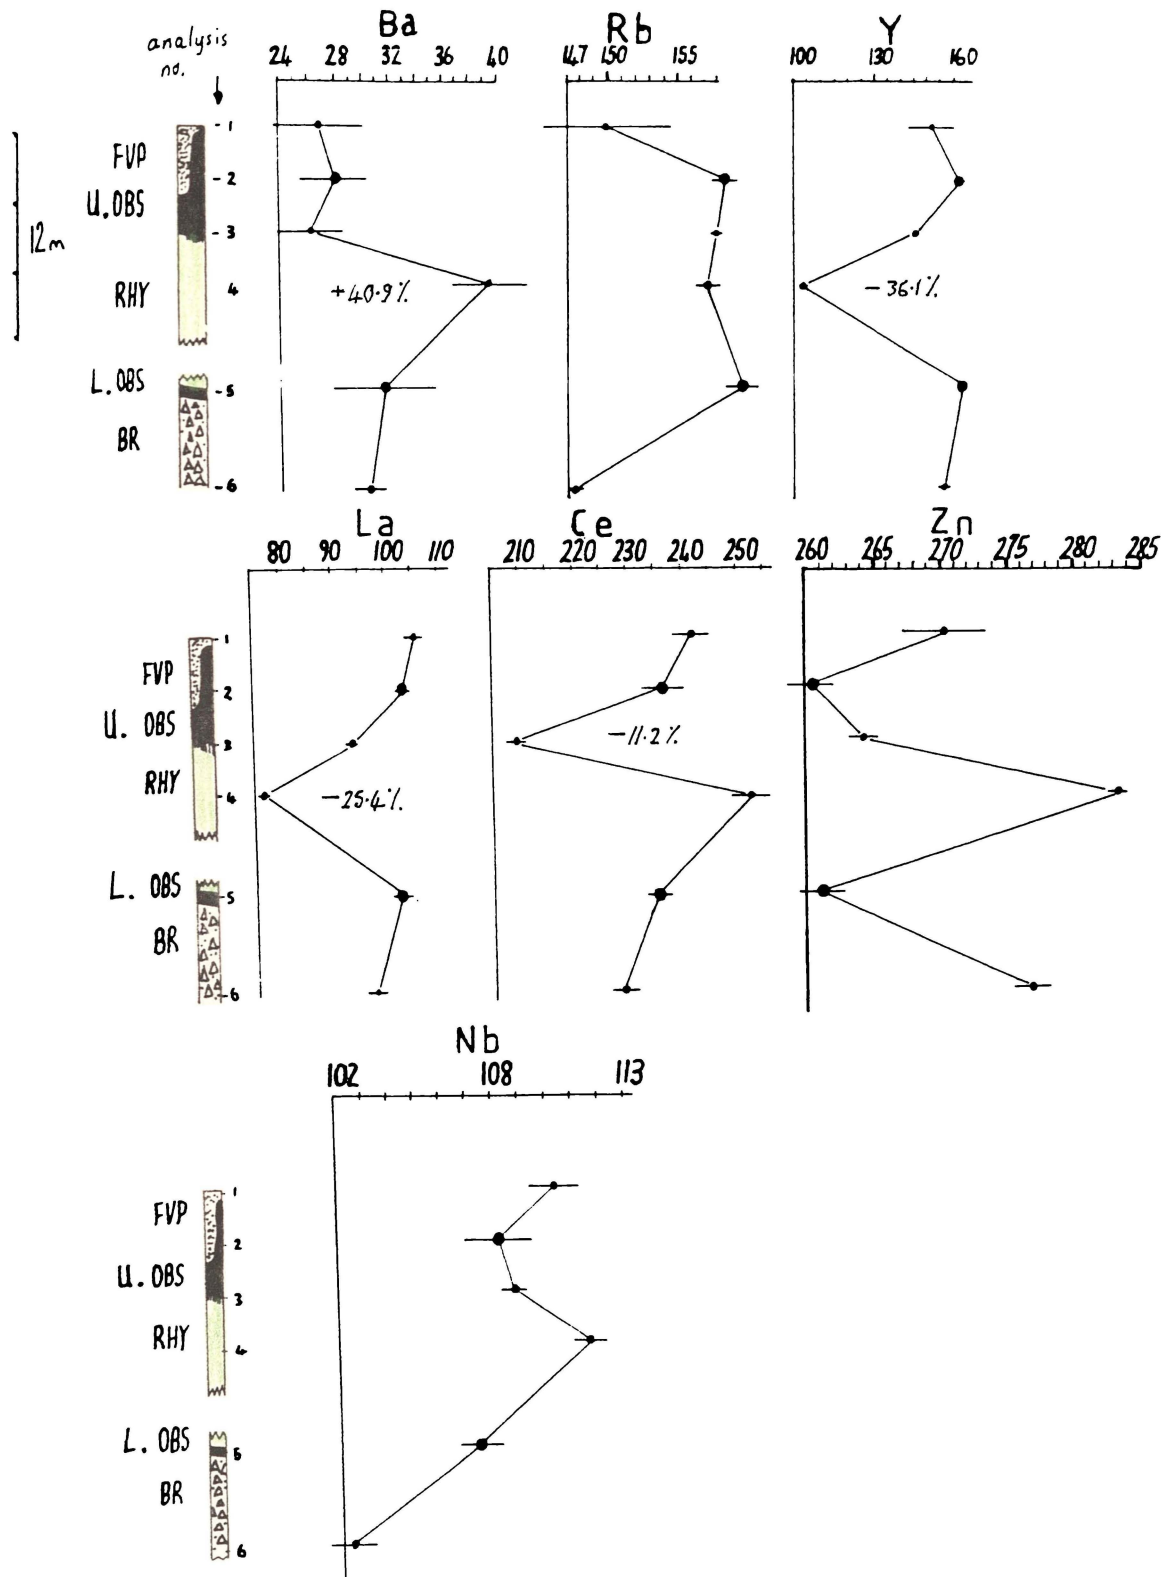 Ba Rb Y
analysis no.
24 28 32 36 40 147 150 155 100 130 160
1
FVP
2
U.OBS
3
12m
RHY 4 +40.9% -36.1%
L.OBS 5
BR
6
La Ce Zn
80 90 100 110 210 220 230 240 250 260 265 270 275 280 285
1
FVP
2
U. OBS
3 -11.2%
RHY
4 -25.4%
L. OBS
5
BR
6
Nb
102 108 113
1
FVP
2
U. OBS
3
RHY
4
L. OBS
5
BR
6